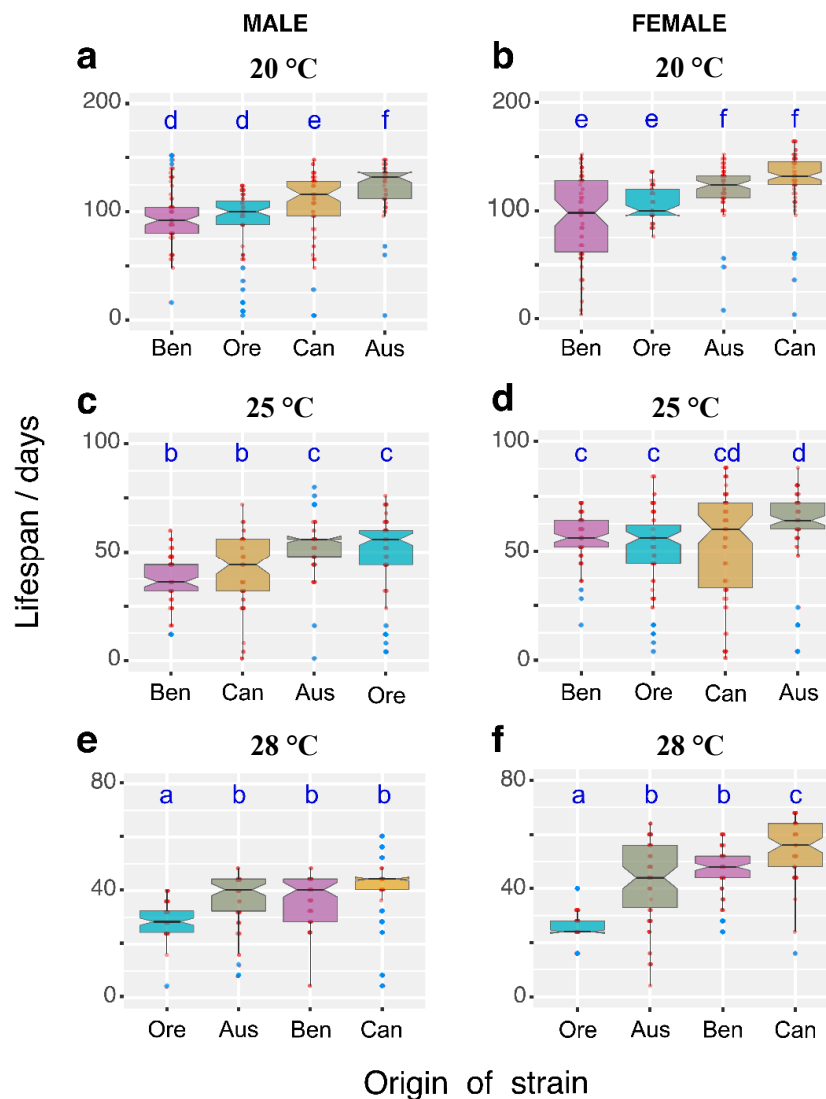 MALE FEMALE
a b
20 °C 20 °C
200 200
d d e f e e f f
100 100
0 0
Ben Ore Can Aus Ben Ore Aus Can
c d
25 °C 25 °C
100 100
b b c c c c cd d
50 50
0 0
Ben Can Aus Ore Ben Ore Can Aus
e f
28 °C 28 °C
80 80
a b b b a b b c
40 40
0 0
Ore Aus Ben Can Ore Aus Ben Can
Lifespan / days
Origin of strain